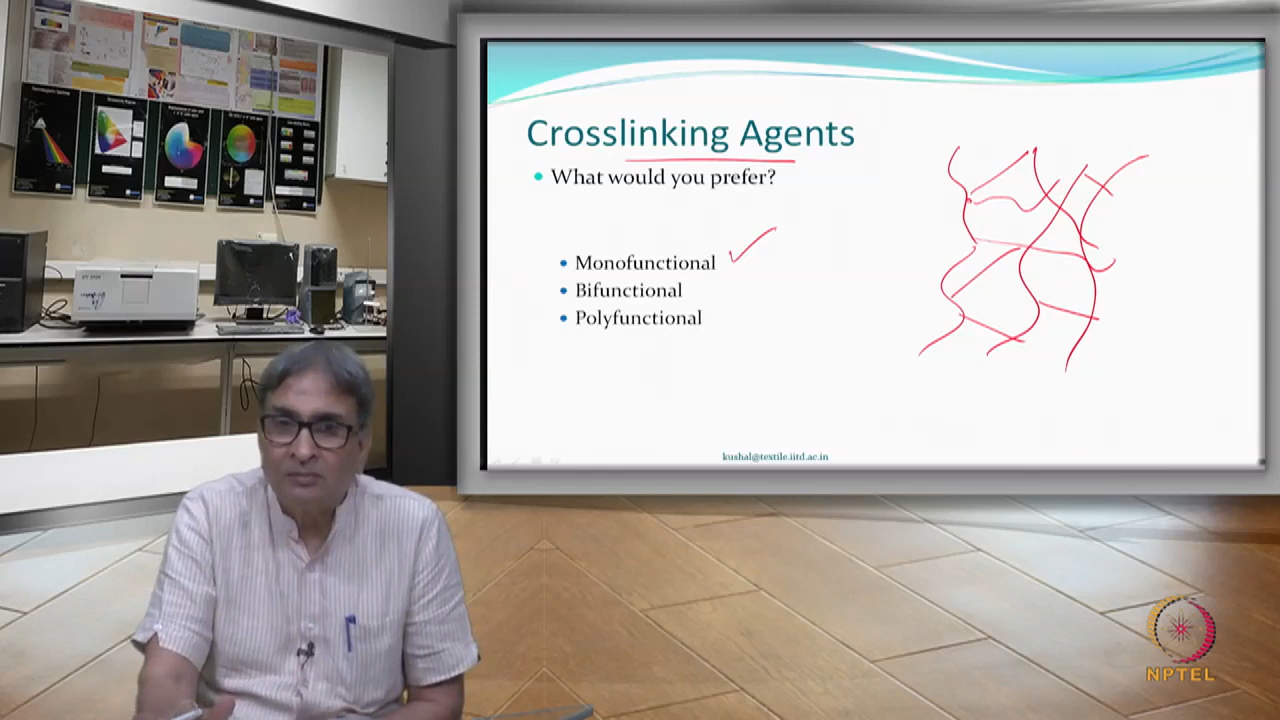 Crosslinking Agents
• What would you prefer?
• Monofunctional
• Bifunctional
• Polyfunctional
kushal@textile.iitd.ac.in
NPTEL